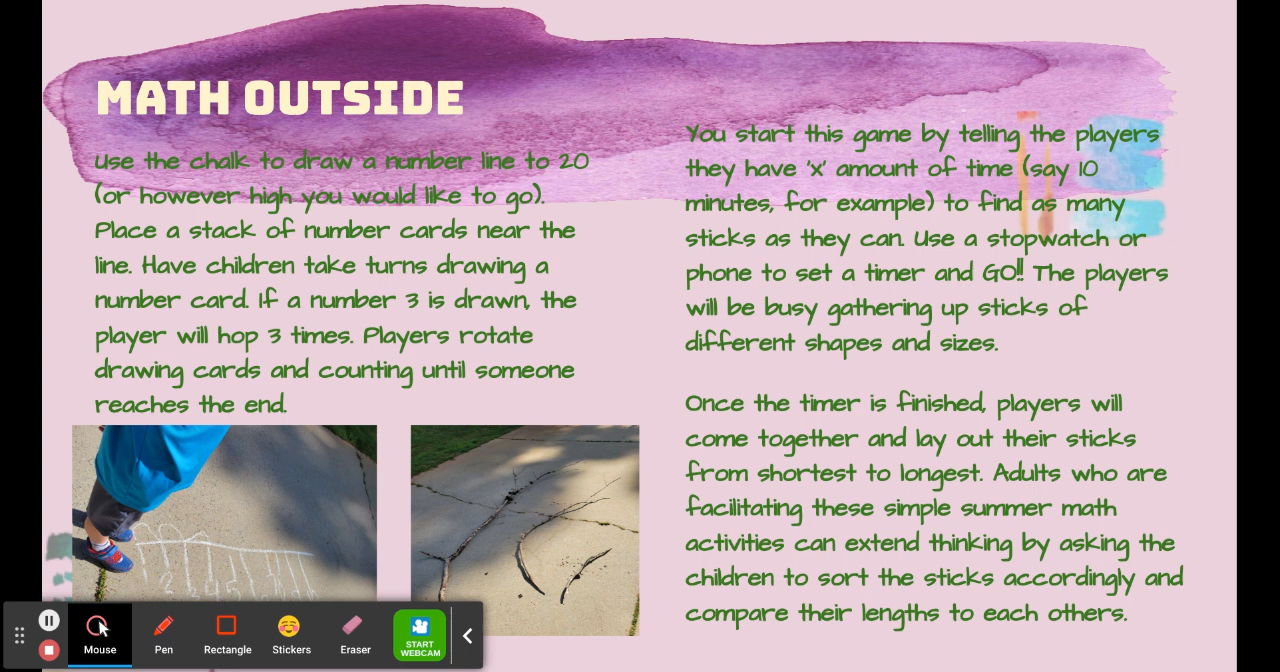 MATH OUTSIDE
Use the chalk to draw a number line to 20
(or however high you would like to go).
Place a stack of number cards near the
line. Have children take turns drawing a
number card. If a number 3 is drawn, the
player will hop 3 times. Players rotate
drawing cards and counting until someone
reaches the end.
You start this game by telling the players
they have 'x' amount of time (say 10
minutes, for example) to find as many
sticks as they can. Use a stopwatch or
phone to set a timer and GO!! The players
will be busy gathering up sticks of
different shapes and sizes.
Once the timer is finished, players will
come together and lay out their sticks
from shortest to longest. Adults who are
facilitating these simple summer math
activities can extend thinking by asking the
children to sort the sticks accordingly and
compare their lengths to each others.
Mouse
Pen
Rectangle
Stickers
Eraser
START
WEBCAM